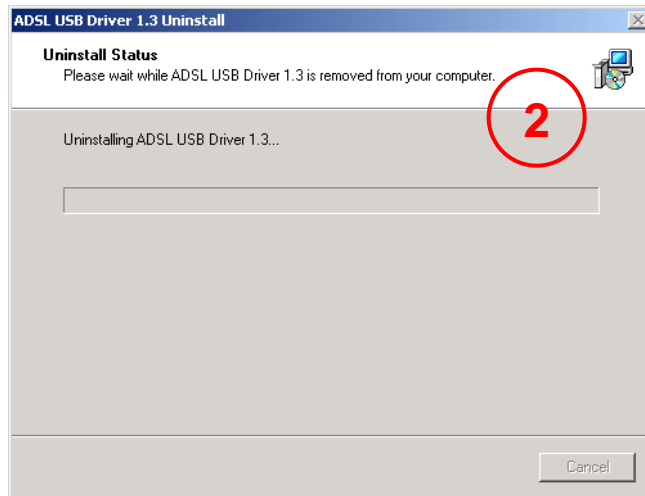 ADSL USB Driver 1.3 Uninstall
Uninstall Status
Please wait while ADSL USB Driver 1.3 is removed from your computer.
2
Uninstalling ADSL USB Driver 1.3...
Cancel